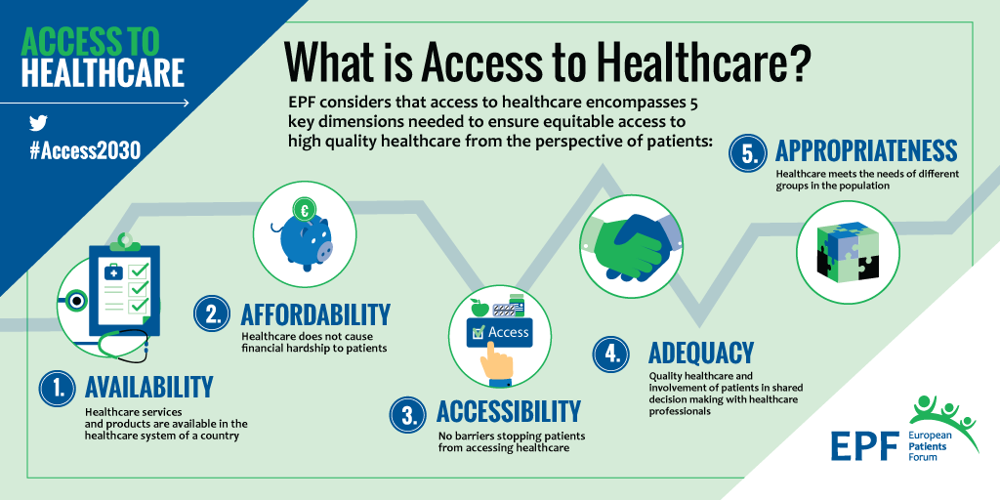 ACCESS TO
HEALTHCARE
#Access2030
What is Access to Healthcare?
EPF considers that access to healthcare encompasses 5
key dimensions needed to ensure equitable access to
high quality healthcare from the perspective of patients:
1. AVAILABILITY
Healthcare services
and products are available in the
healthcare system of a country
€
2. AFFORDABILITY
Healthcare does not cause
financial hardship to patients
Access
3. ACCESSIBILITY
No barriers stopping patients
from accessing healthcare
4. ADEQUACY
Quality healthcare and
involvement of patients in shared
decision making with healthcare
professionals
5. APPROPRIATENESS
Healthcare meets the needs of different
groups in the population
EPF
European
Patients
Forum